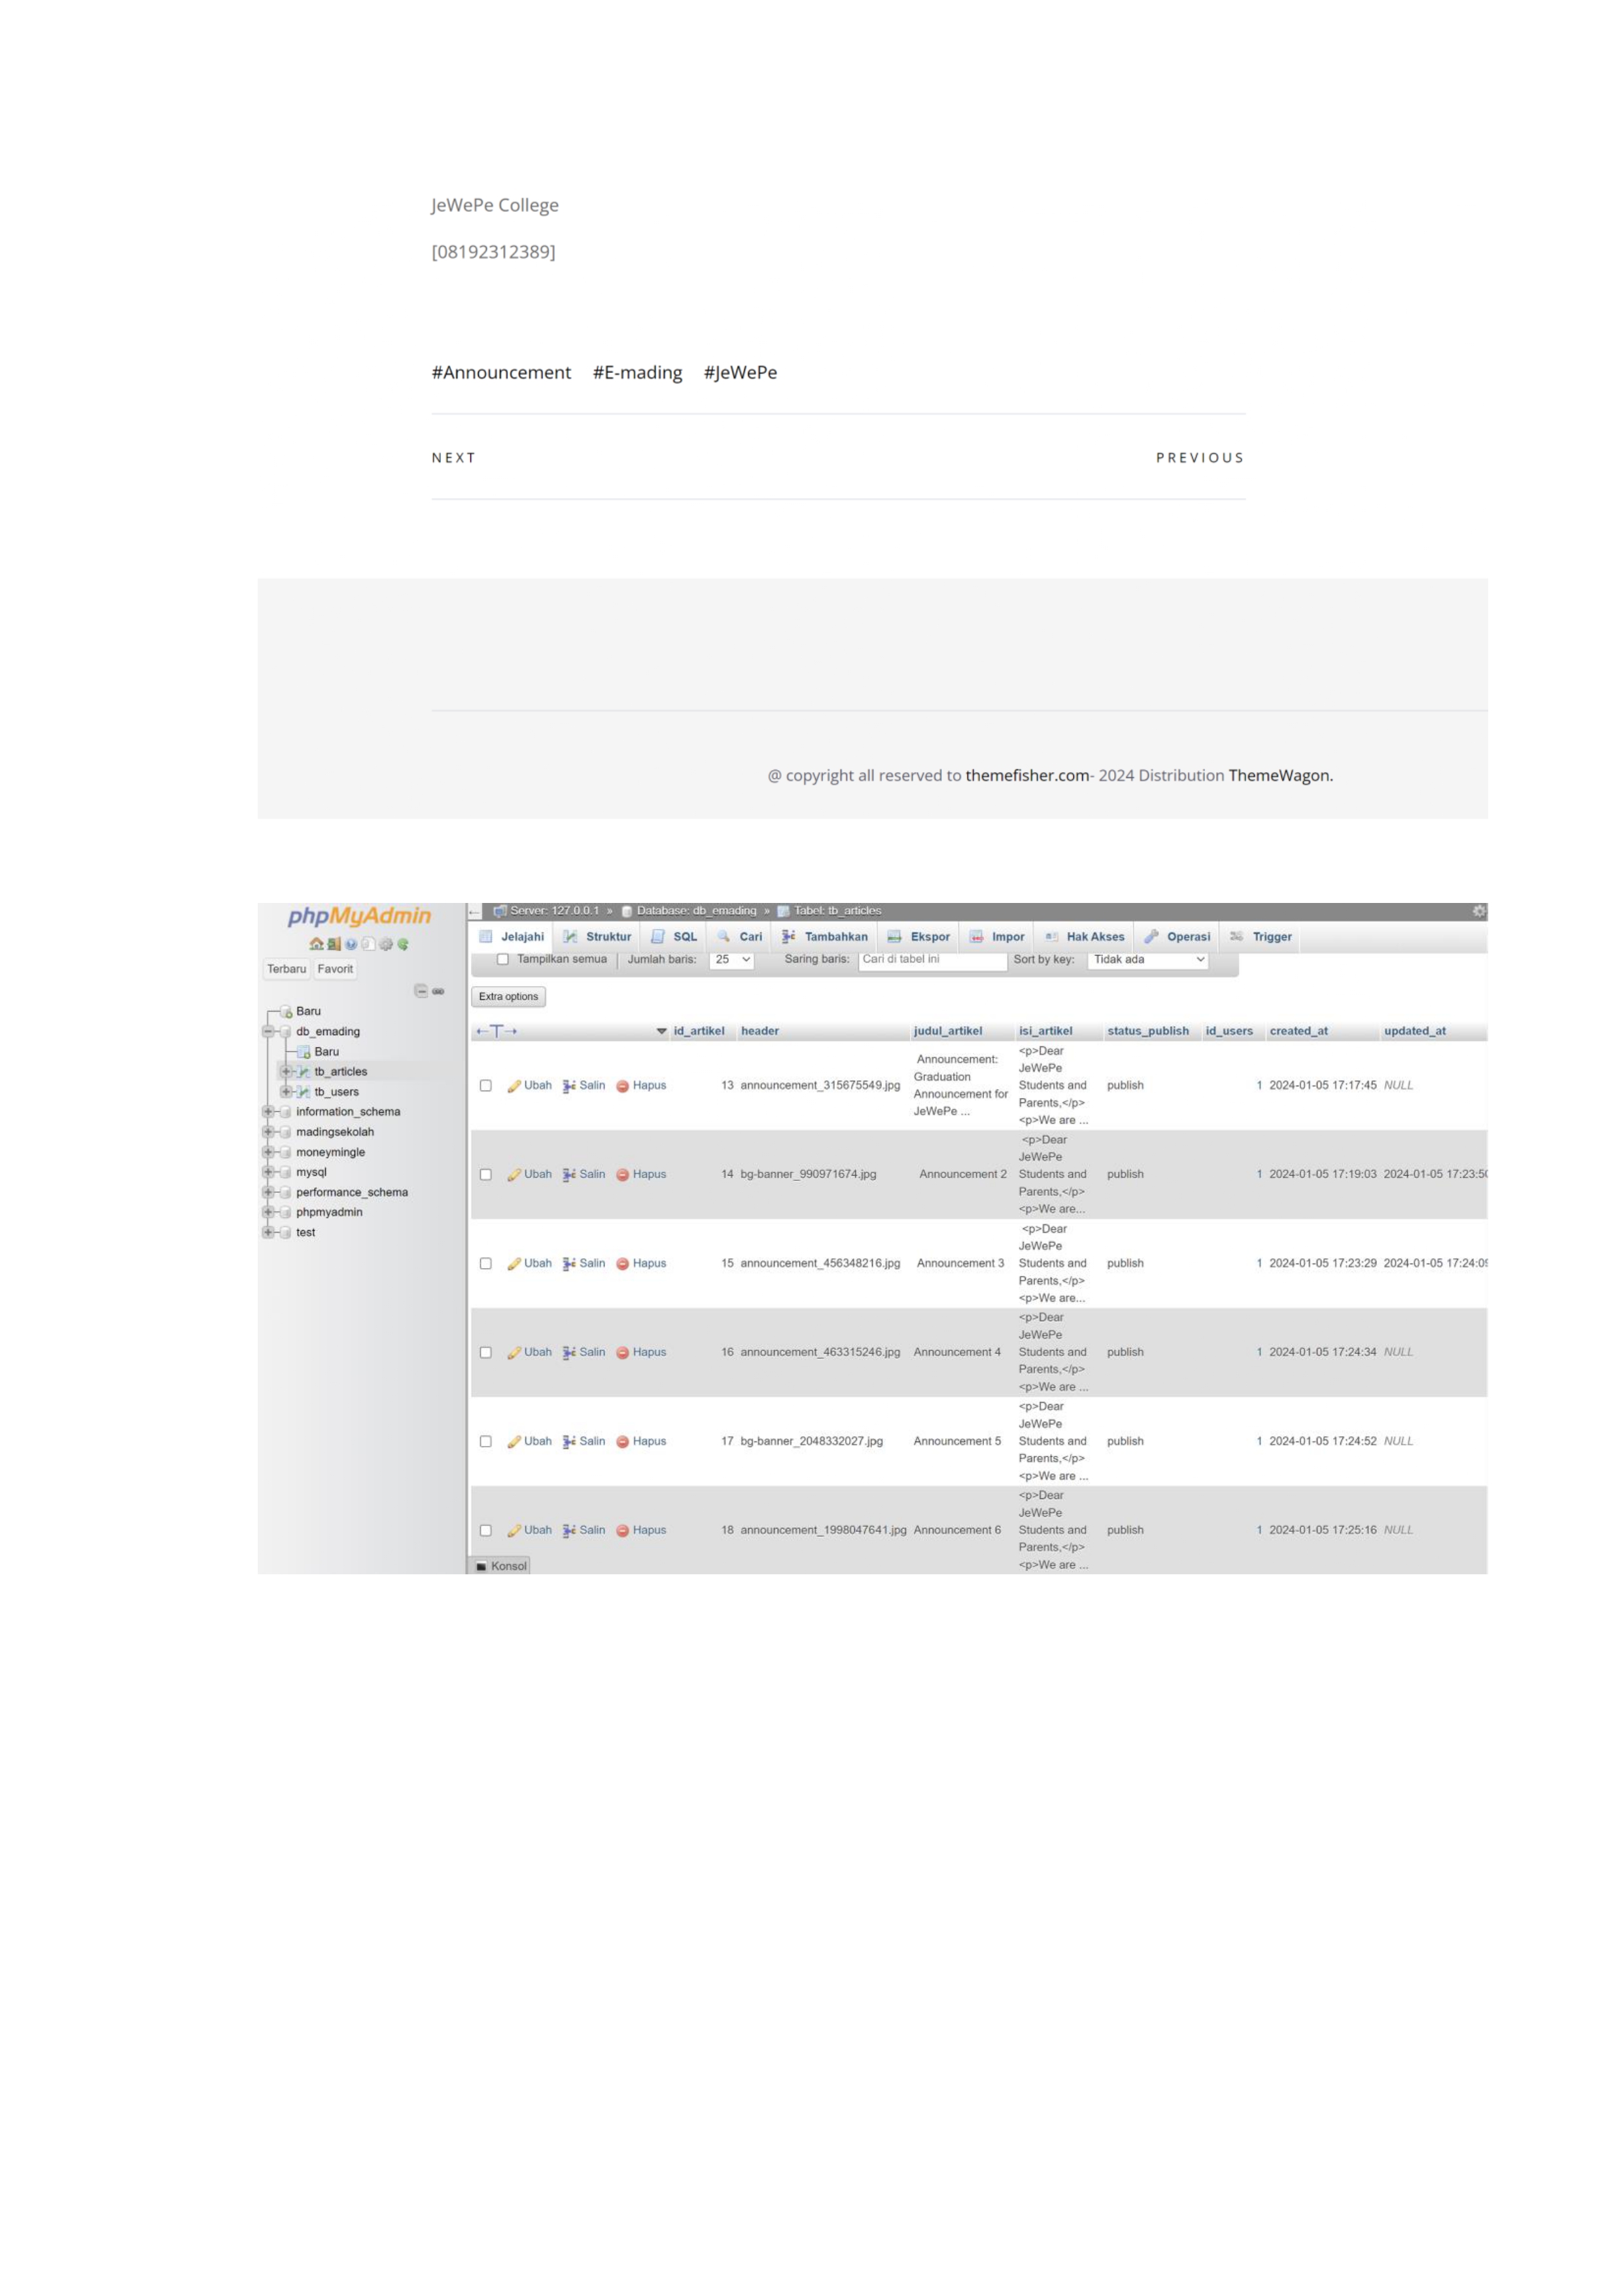 JeWePe College
[08192312389]
#Announcement #E-mading #JeWePe
NEXT PREVIOUS
@ copyright all reserved to themefisher.com- 2024 Distribution ThemeWagon.
phpMyAdmin
Terbaru Favorit
Baru
db_emading
Baru
tb_articles
tb_users
information_schema
madingsekolah
moneymingle
mysql
performance_schema
phpmyadmin
test
Server: 127.0.0.1 » Database: db_emading » Tabel: tb_articles
Jelajahi Struktur SQL Cari Tambahkan Ekspor Impor Hak Akses Operasi Trigger
Tampilkan semua Jumlah baris: 25 Saring baris: Cari di tabel ini Sort by key: Tidak ada
Extra options
←T→ id_artikel header judul_artikel isi_artikel status_publish id_users created_at updated_at
Ubah Salin Hapus 13 announcement_315675549.jpg
Announcement:
Graduation
Announcement for
JeWePe ...
<p>Dear
JeWePe
Students and
Parents,</p>
<p>We are ...
publish 1 2024-01-05 17:17:45 NULL
Ubah Salin Hapus 14 bg-banner_990971674.jpg Announcement 2
<p>Dear
JeWePe
Students and
Parents,</p>
<p>We are...
publish 1 2024-01-05 17:19:03 2024-01-05 17:23:50
Ubah Salin Hapus 15 announcement_456348216.jpg Announcement 3
<p>Dear
JeWePe
Students and
Parents,</p>
<p>We are...
publish 1 2024-01-05 17:23:29 2024-01-05 17:24:09
Ubah Salin Hapus 16 announcement_463315246.jpg Announcement 4
<p>Dear
JeWePe
Students and
Parents,</p>
<p>We are ...
publish 1 2024-01-05 17:24:34 NULL
Ubah Salin Hapus 17 bg-banner_2048332027.jpg Announcement 5
<p>Dear
JeWePe
Students and
Parents,</p>
<p>We are ...
publish 1 2024-01-05 17:24:52 NULL
Ubah Salin Hapus 18 announcement_1998047641.jpg Announcement 6
<p>Dear
JeWePe
Students and
Parents,</p>
<p>We are ...
publish 1 2024-01-05 17:25:16 NULL
Konsol